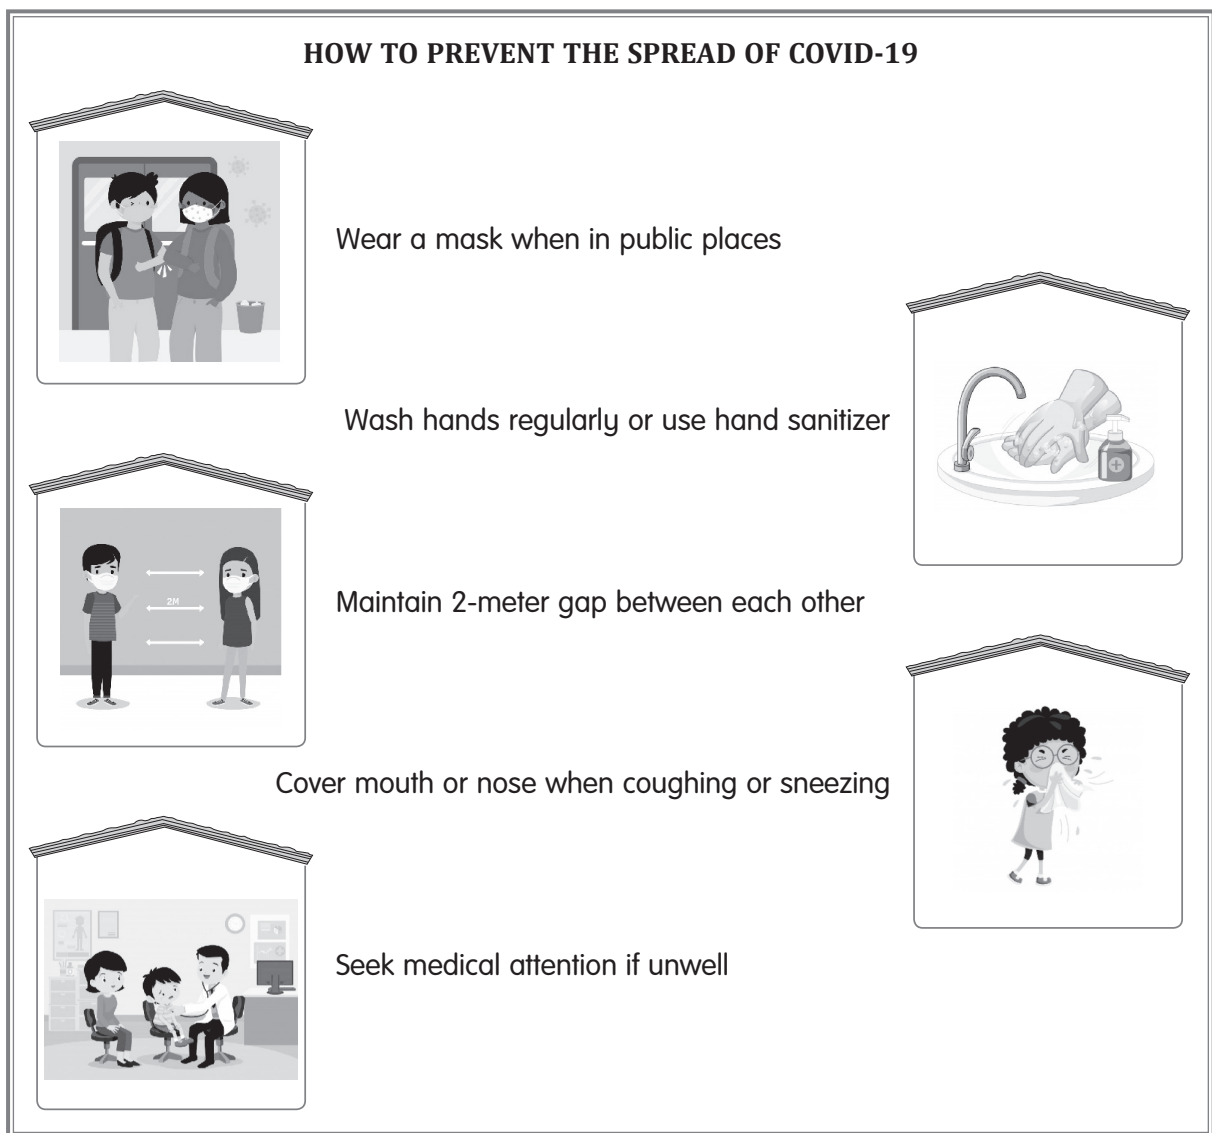 HOW TO PREVENT THE SPREAD OF COVID-19
Wear a mask when in public places
Wash hands regularly or use hand sanitizer
2M
Maintain 2-meter gap between each other
Cover mouth or nose when coughing or sneezing
Seek medical attention if unwell